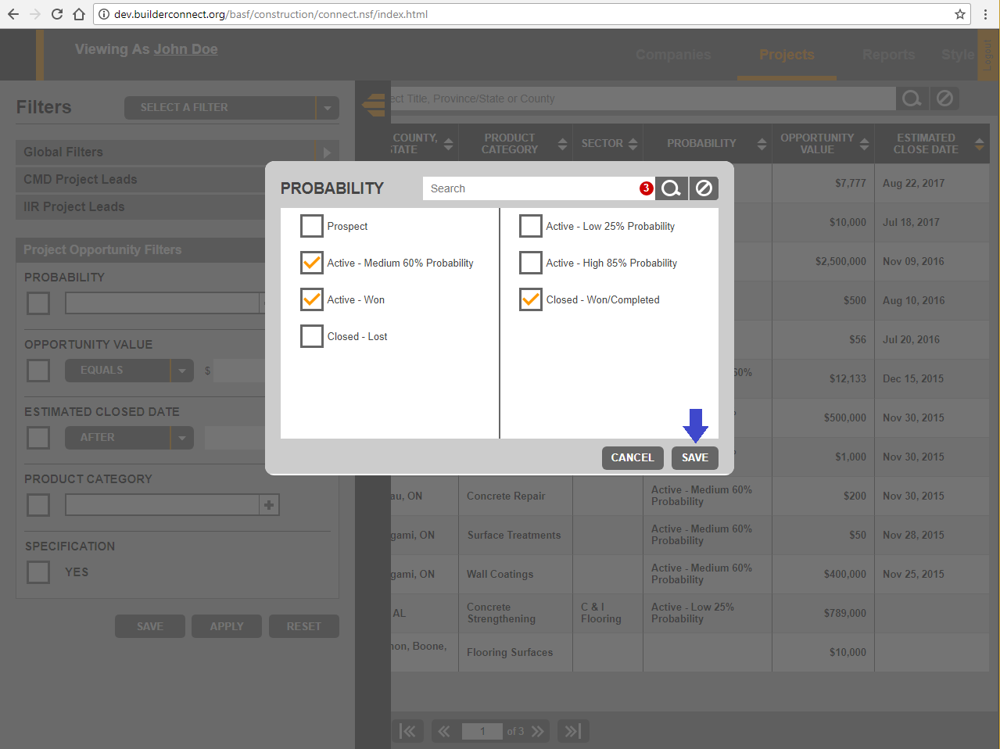 dev.builderconnect.org/basf/construction/connect.nsf/index.html
Viewing As John Doe
Companies
Projects
Reports
Style
Logout
Filters
SELECT A FILTER
ect Title, Province/State or County
Global Filters
CMD Project Leads
IIR Project Leads
Project Opportunity Filters
PROBABILITY
OPPORTUNITY VALUE
EQUALS
$
ESTIMATED CLOSED DATE
AFTER
PRODUCT CATEGORY
SPECIFICATION
YES
SAVE
APPLY
RESET
COUNTY,
TATE
PRODUCT
CATEGORY
SECTOR
PROBABILITY
OPPORTUNITY
VALUE
ESTIMATED
CLOSE DATE
PROBABILITY
Search
3
Prospect
Active - Low 25% Probability
Active - Medium 60% Probability
Active - High 85% Probability
Active - Won
Closed - Won/Completed
Closed - Lost
CANCEL
SAVE
$7,777 Aug 22, 2017
$10,000 Jul 18, 2017
$2,500,000 Nov 09, 2016
$500 Aug 10, 2016
$56 Jul 20, 2016
60%
$12,133 Dec 15, 2015
$500,000 Nov 30, 2015
$1,000 Nov 30, 2015
au, ON Concrete Repair Active - Medium 60% Probability $200 Nov 30, 2015
gami, ON Surface Treatments Active - Medium 60% Probability $50 Nov 28, 2015
gami, ON Wall Coatings Active - Medium 60% Probability $400,000 Nov 25, 2015
AL Concrete Strengthening C & I Flooring Active - Low 25% Probability $789,000
non, Boone, Flooring Surfaces $10,000
1 of 3